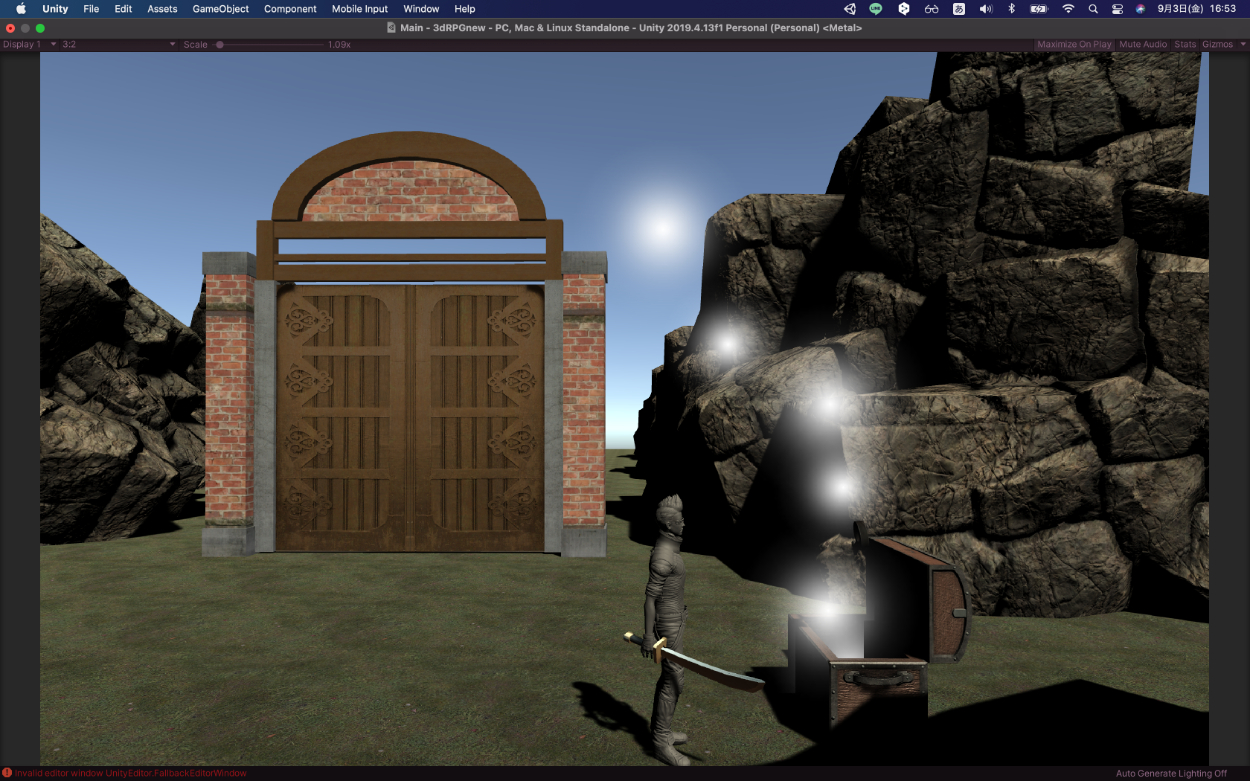 Unity File Edit Assets GameObject Component Mobile Input Window Help LINE あ 9月3日(金) 16:53
Main - 3dRPGnew - PC, Mac & Linux Standalone - Unity 2019.4.13f1 Personal (Personal) <Metal>
Display 1 3:2 Scale 1.09x Maximize On Play Mute Audio Stats Gizmos
Invalid editor window UnityEditor.FallbackEditorWindow Auto Generate Lighting Off